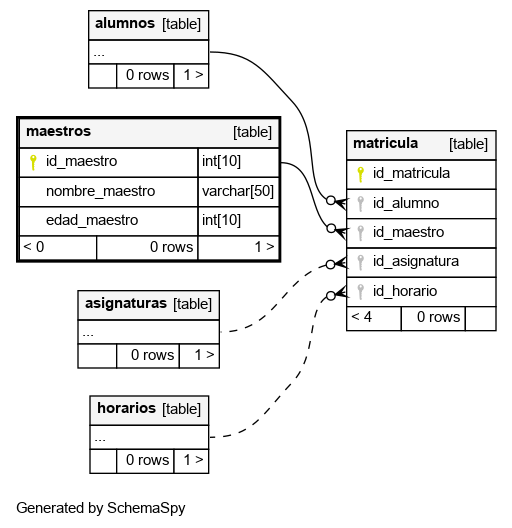 alumnos [table]
...
0 rows 1 >
maestros [table]
id_maestro int[10]
nombre_maestro varchar[50]
edad_maestro int[10]
< 0 0 rows 1 >
matricula [table]
id_matricula
id_alumno
id_maestro
id_asignatura
id_horario
< 4 0 rows
asignaturas [table]
...
0 rows 1 >
horarios [table]
...
0 rows 1 >
Generated by SchemaSpy